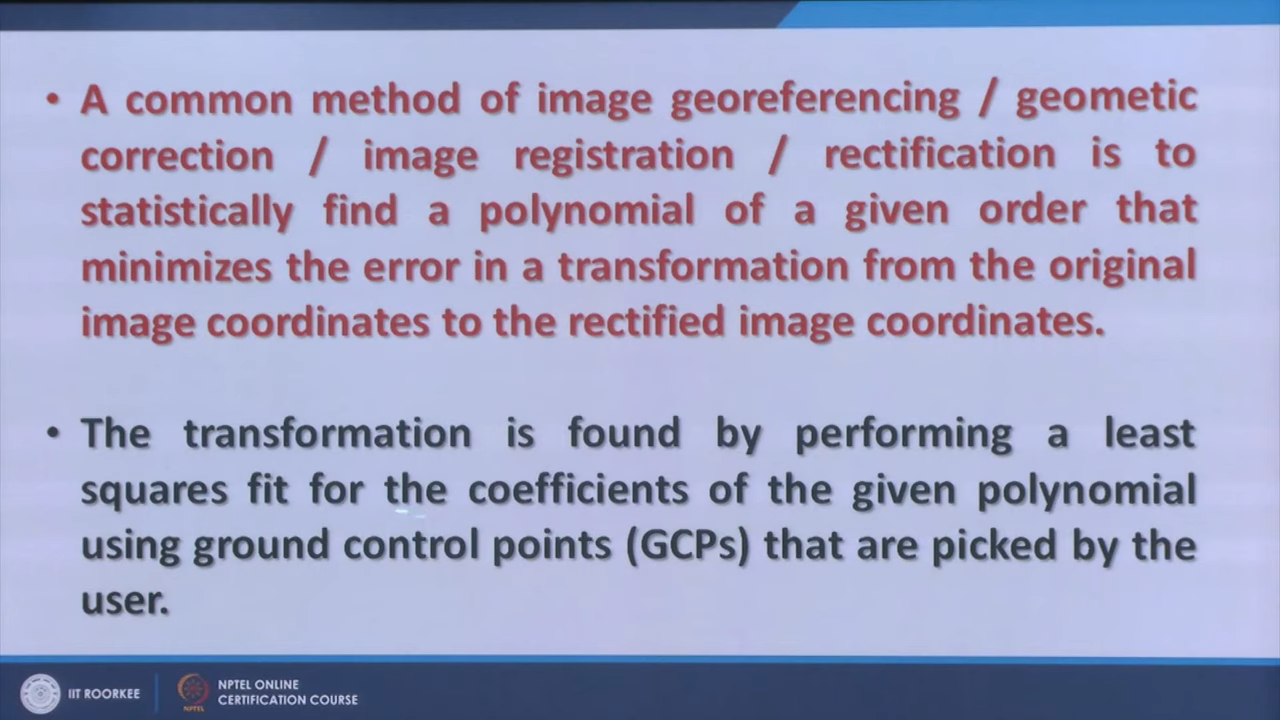 • A common method of image georeferencing / geometic
correction / image registration / rectification is to
statistically find a polynomial of a given order that
minimizes the error in a transformation from the original
image coordinates to the rectified image coordinates.
• The transformation is found by performing a least
squares fit for the coefficients of the given polynomial
using ground control points (GCPs) that are picked by the
user.
IIT ROORKEE
NPTEL
NPTEL ONLINE
CERTIFICATION COURSE